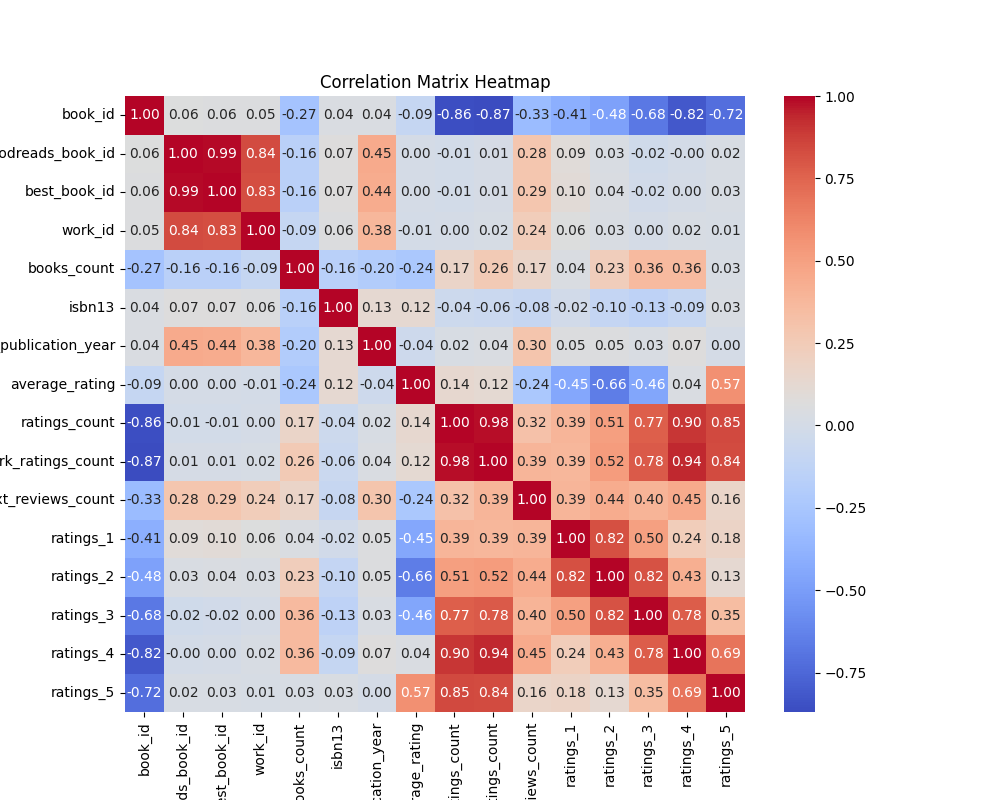 Correlation Matrix Heatmap
book_id 1.00 0.06 0.06 0.05 -0.27 0.04 0.04 -0.09 -0.86 -0.87 -0.33 -0.41 -0.48 -0.68 -0.82 -0.72
odreads_book_id 0.06 1.00 0.99 0.84 -0.16 0.07 0.45 0.00 -0.01 0.01 0.28 0.09 0.03 -0.02 -0.00 0.02
best_book_id 0.06 0.99 1.00 0.83 -0.16 0.07 0.44 0.00 -0.01 0.01 0.29 0.10 0.04 -0.02 0.00 0.03
work_id 0.05 0.84 0.83 1.00 -0.09 0.06 0.38 -0.01 0.00 0.02 0.24 0.06 0.03 0.00 0.02 0.01
books_count -0.27 -0.16 -0.16 -0.09 1.00 -0.16 -0.20 -0.24 0.17 0.26 0.17 0.04 0.23 0.36 0.36 0.03
isbn13 0.04 0.07 0.07 0.06 -0.16 1.00 0.13 0.12 -0.04 -0.06 -0.08 -0.02 -0.10 -0.13 -0.09 0.03
publication_year 0.04 0.45 0.44 0.38 -0.20 0.13 1.00 -0.04 0.02 0.04 0.30 0.05 0.05 0.03 0.07 0.00
average_rating -0.09 0.00 0.00 -0.01 -0.24 0.12 -0.04 1.00 0.14 0.12 -0.24 -0.45 -0.66 -0.46 0.04 0.57
ratings_count -0.86 -0.01 -0.01 0.00 0.17 -0.04 0.02 0.14 1.00 0.98 0.32 0.39 0.51 0.77 0.90 0.85
rk_ratings_count -0.87 0.01 0.01 0.02 0.26 -0.06 0.04 0.12 0.98 1.00 0.39 0.39 0.52 0.78 0.94 0.84
xt_reviews_count -0.33 0.28 0.29 0.24 0.17 -0.08 0.30 -0.24 0.32 0.39 1.00 0.39 0.44 0.40 0.45 0.16
ratings_1 -0.41 0.09 0.10 0.06 0.04 -0.02 0.05 -0.45 0.39 0.39 0.39 1.00 0.82 0.50 0.24 0.18
ratings_2 -0.48 0.03 0.04 0.03 0.23 -0.10 0.05 -0.66 0.51 0.52 0.44 0.82 1.00 0.82 0.43 0.13
ratings_3 -0.68 -0.02 -0.02 0.00 0.36 -0.13 0.03 -0.46 0.77 0.78 0.40 0.50 0.82 1.00 0.78 0.35
ratings_4 -0.82 -0.00 0.00 0.02 0.36 -0.09 0.07 0.04 0.90 0.94 0.45 0.24 0.43 0.78 1.00 0.69
ratings_5 -0.72 0.02 0.03 0.01 0.03 0.03 0.00 0.57 0.85 0.84 0.16 0.18 0.13 0.35 0.69 1.00
book_id
ds_book_id
est_book_id
work_id
ooks_count
isbn13
cation_year
rage_rating
tings_count
tings_count
iews_count
ratings_1
ratings_2
ratings_3
ratings_4
ratings_5
1.00
0.75
0.50
0.25
0.00
−0.25
−0.50
−0.75